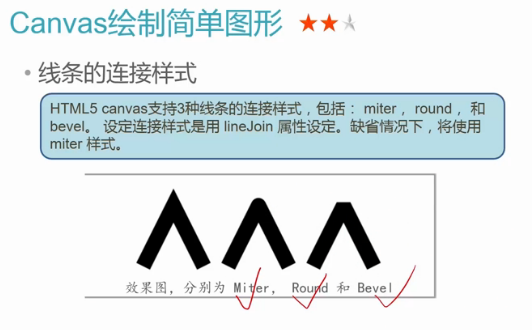 Canvas绘制简单图形
• 线条的连接样式
HTML5 canvas支持3种线条的连接样式，包括： miter， round， 和
bevel。 设定连接样式是用 lineJoin 属性设定。缺省情况下，将使用
miter 样式。
效果图，分别为 Miter， Round 和 Bevel